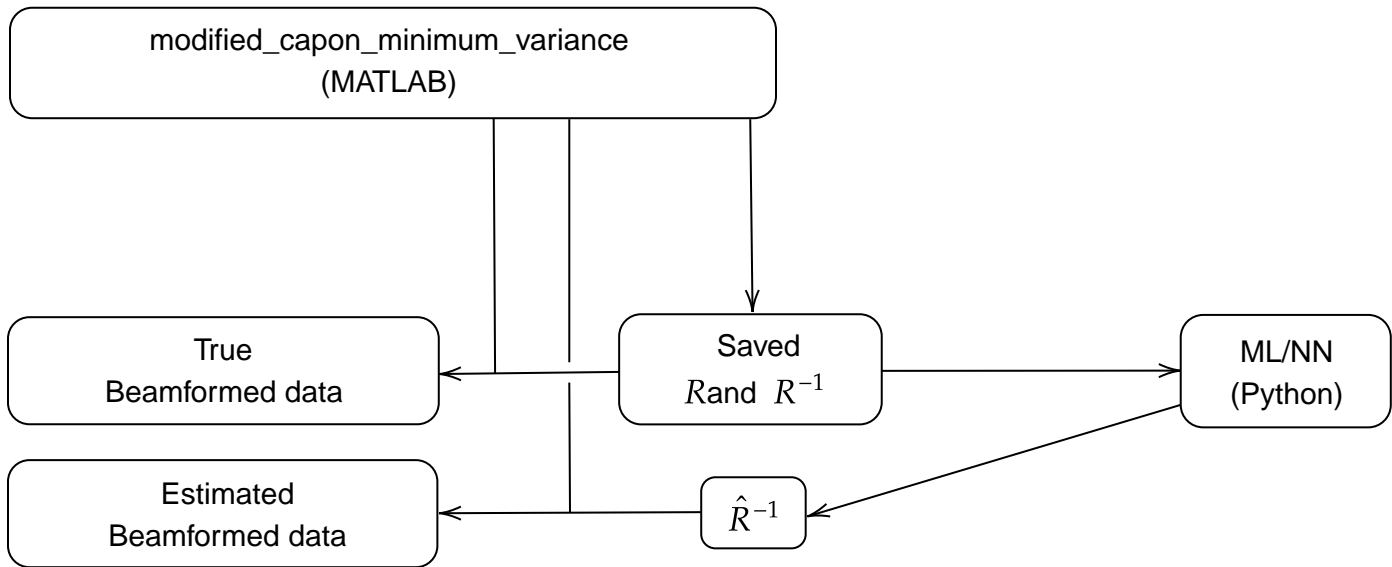 modified_capon_minimum_variance
(MATLAB)
True
Beamformed data
Saved
Rand R⁻¹
ML/NN
(Python)
Estimated
Beamformed data
R̂⁻¹